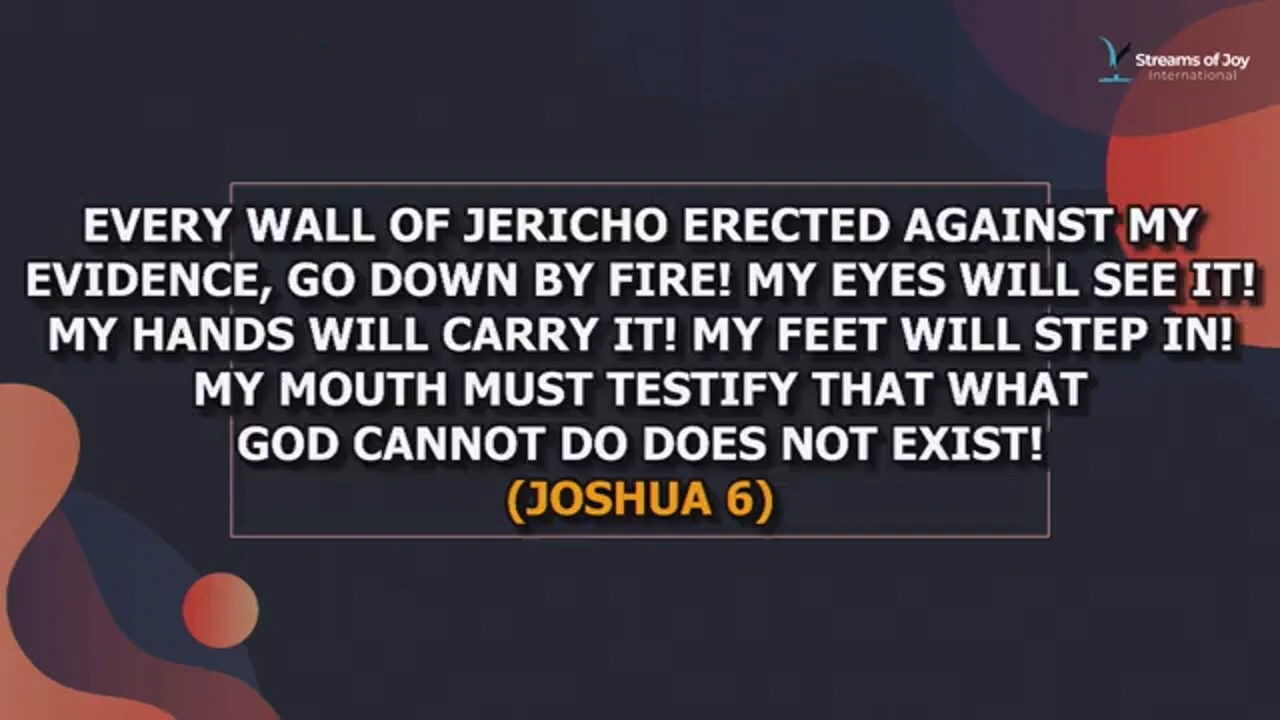 Streams of Joy
International
EVERY WALL OF JERICHO ERECTED AGAINST MY
EVIDENCE, GO DOWN BY FIRE! MY EYES WILL SEE IT!
MY HANDS WILL CARRY IT! MY FEET WILL STEP IN!
MY MOUTH MUST TESTIFY THAT WHAT
GOD CANNOT DO DOES NOT EXIST!
(JOSHUA 6)